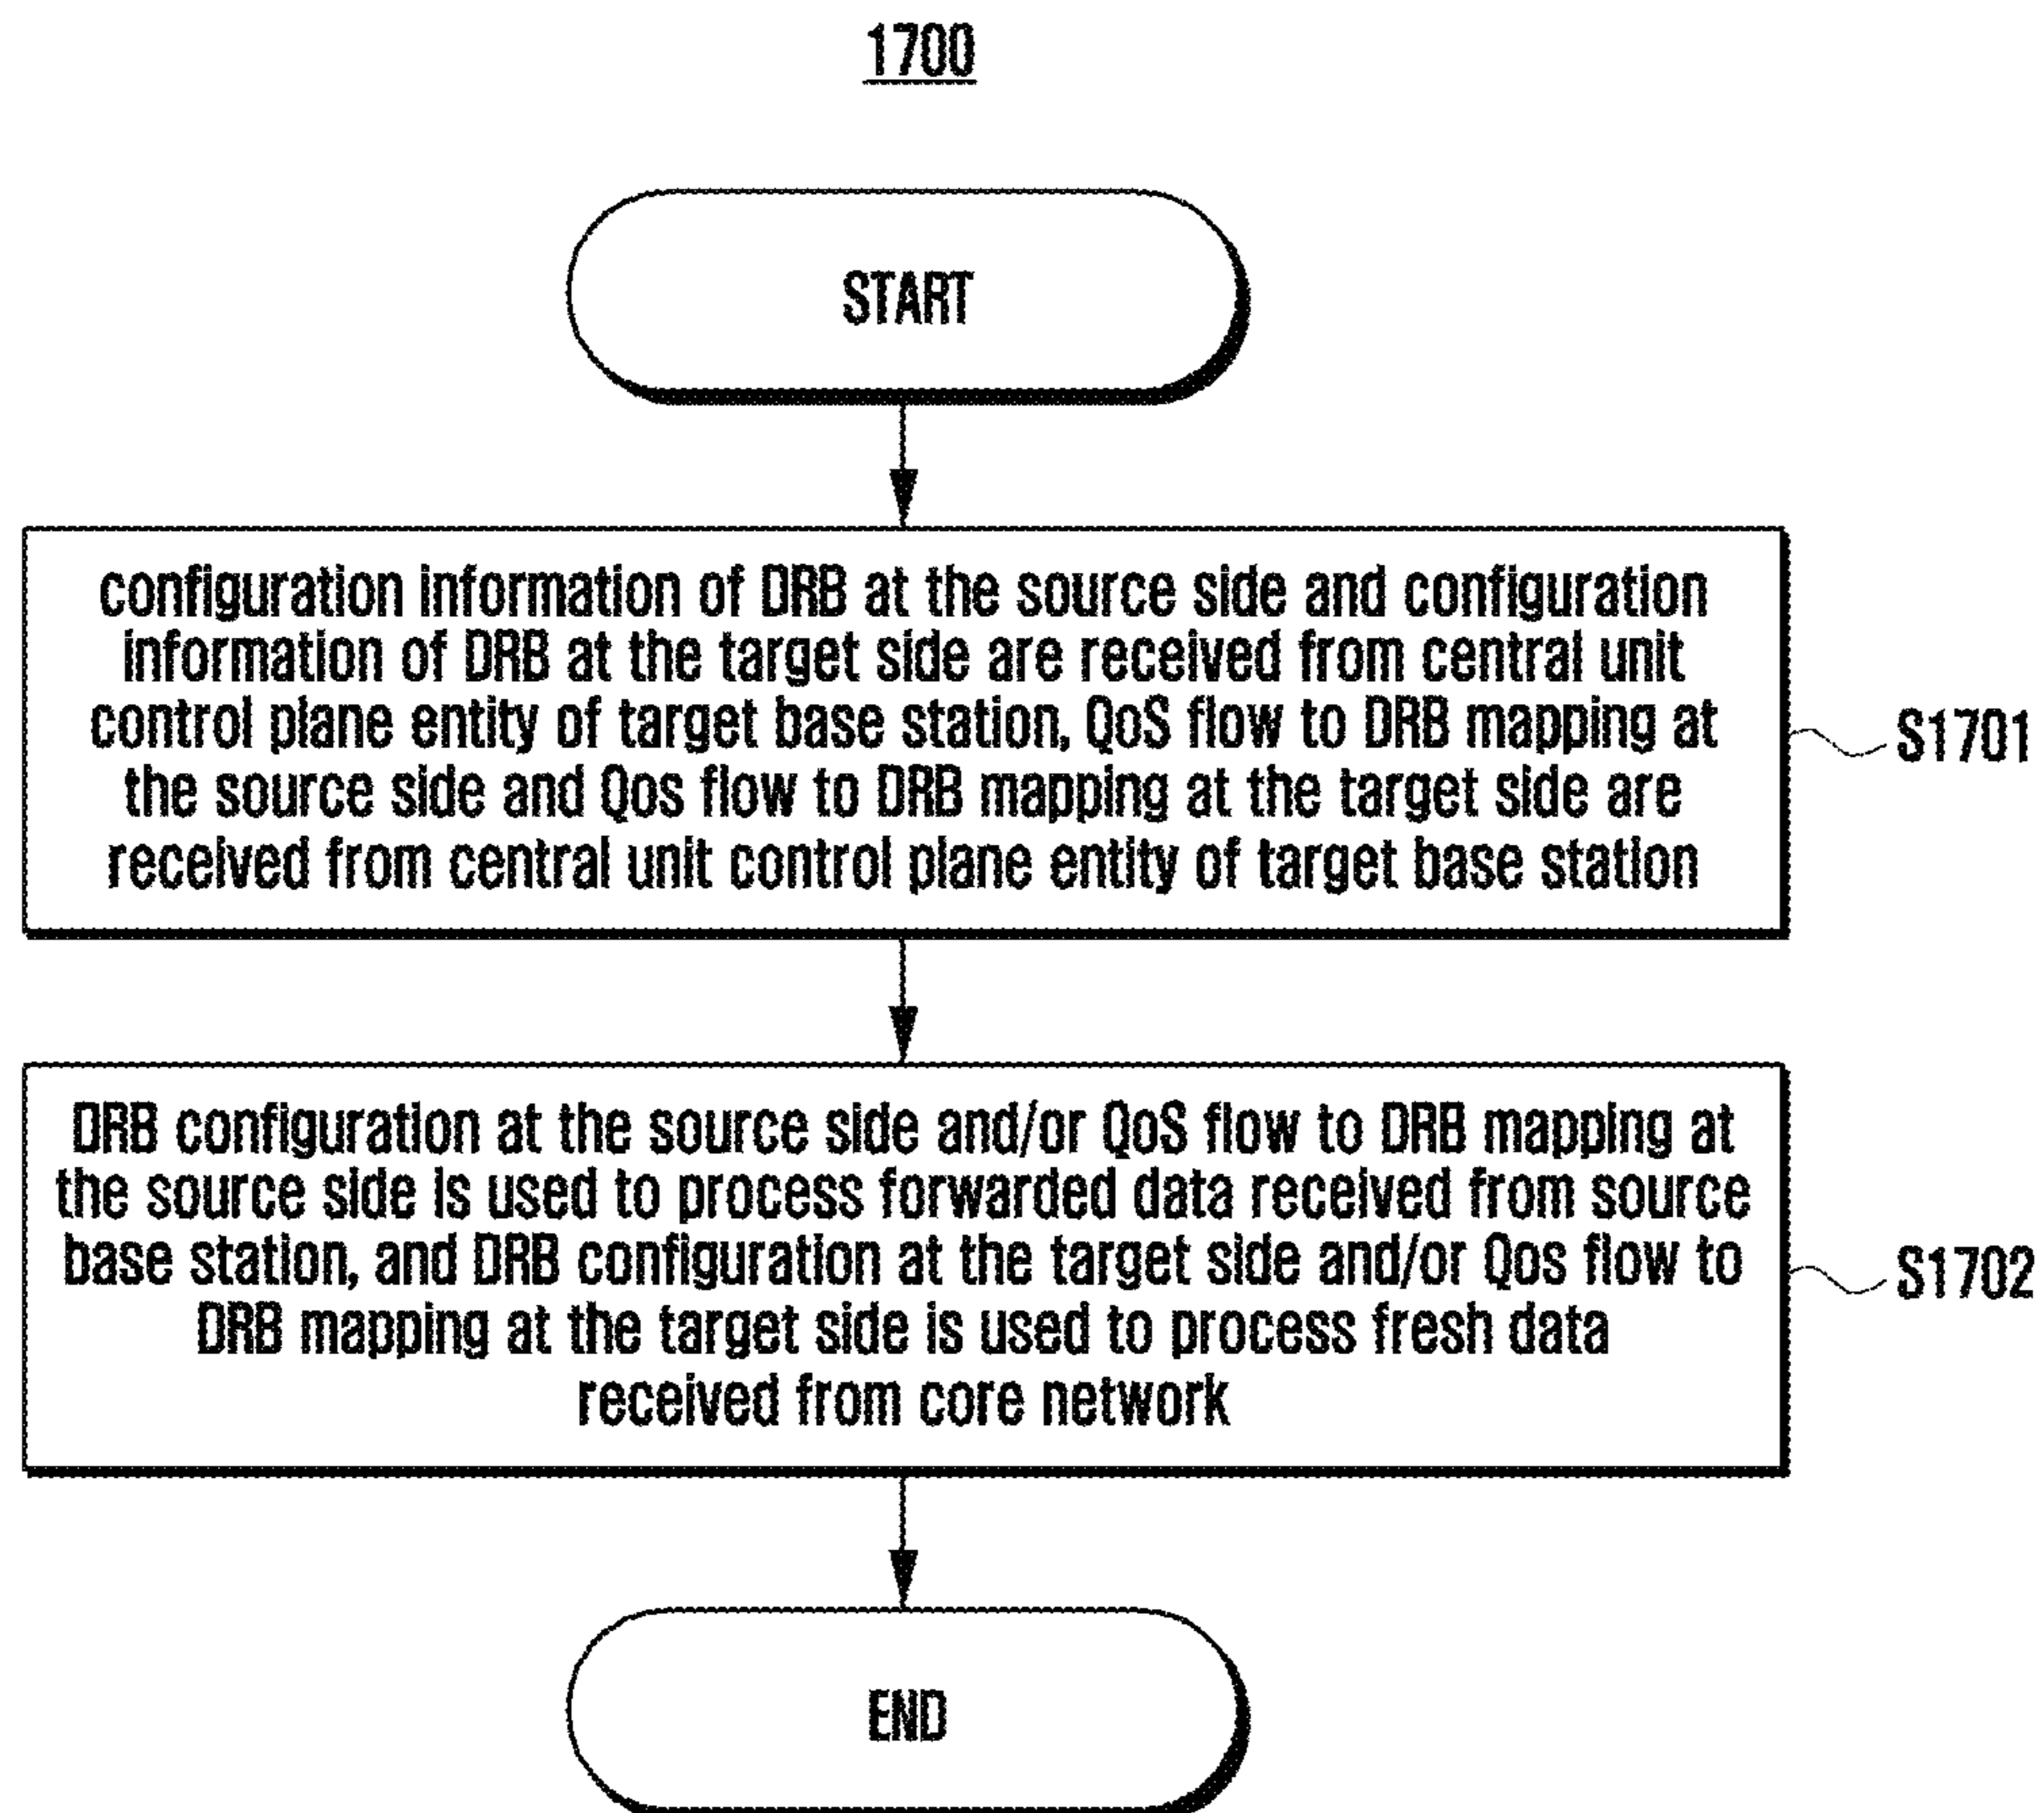 1700
START
configuration information of DRB at the source side and configuration
information of DRB at the target side are received from central unit
control plane entity of target base station, QoS flow to DRB mapping at
the source side and Qos flow to DRB mapping at the target side are
received from central unit control plane entity of target base station
S1701
DRB configuration at the source side and/or QoS flow to DRB mapping at
the source side is used to process forwarded data received from source
base station, and DRB configuration at the target side and/or Qos flow to
DRB mapping at the target side is used to process fresh data
received from core network
S1702
END